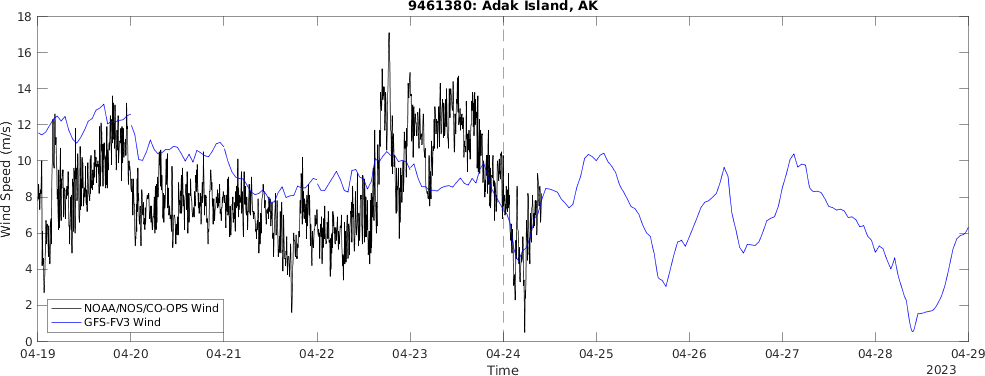 9461380: Adak Island, AK
Wind Speed (m/s)
18
16
14
12
10
8
6
4
2
0
NOAA/NOS/CO-OPS Wind
GFS-FV3 Wind
04-19 04-20 04-21 04-22 04-23 04-24 04-25 04-26 04-27 04-28 04-29
Time
2023